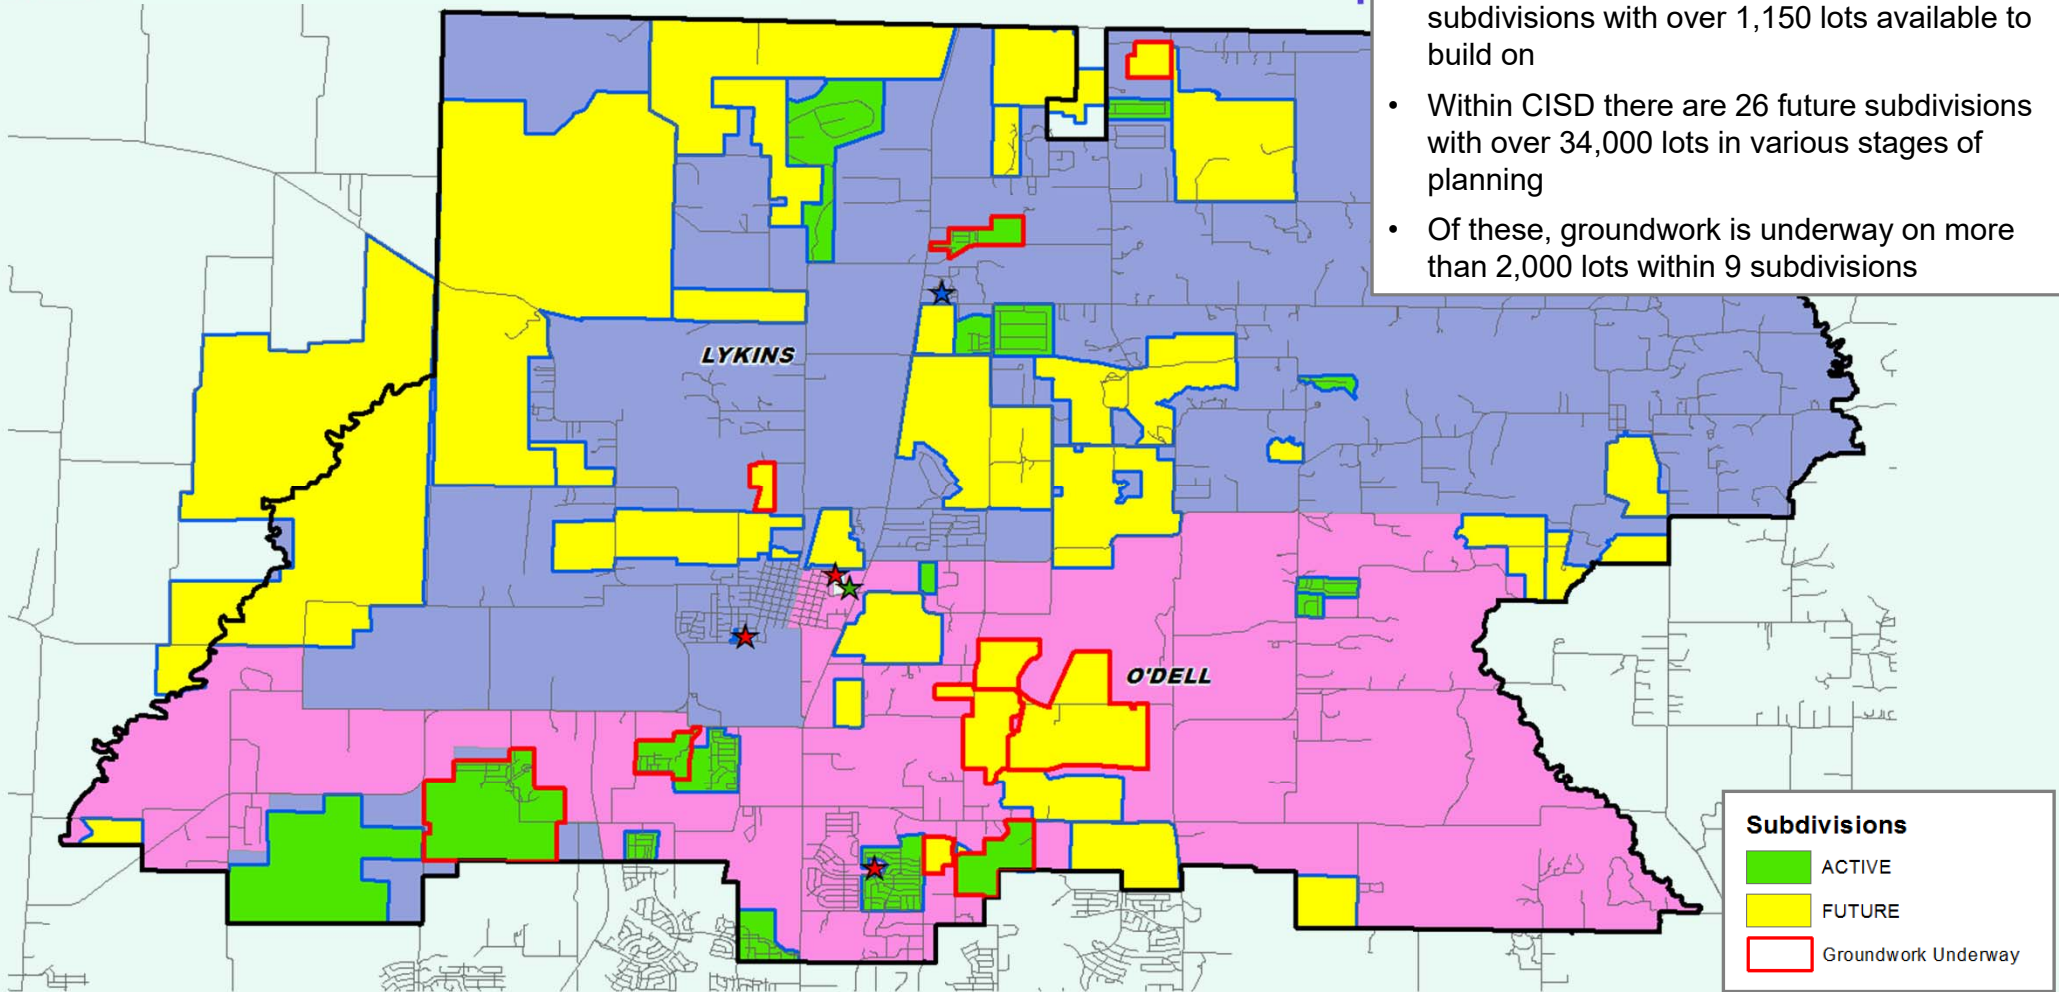 subdivisions with over 1,150 lots available to
build on
• Within CISD there are 26 future subdivisions
with over 34,000 lots in various stages of
planning
• Of these, groundwork is underway on more
than 2,000 lots within 9 subdivisions
LYKINS
O'DELL
Subdivisions
ACTIVE
FUTURE
Groundwork Underway